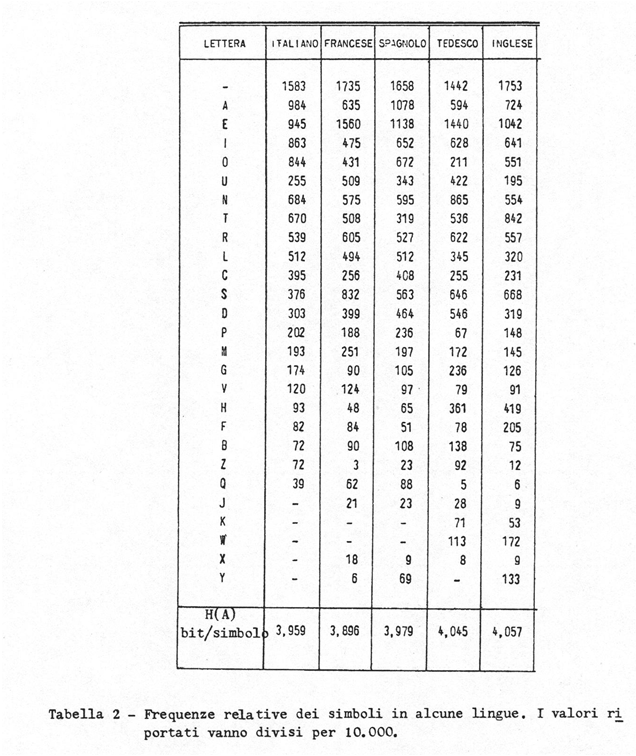 LETTERA ITALIANO FRANCESE SPAGNOLO TEDESCO INGLESE
- 1583 1735 1658 1442 1753
A 984 635 1078 594 724
E 945 1560 1138 1440 1042
I 863 475 652 628 641
O 844 431 672 211 551
U 255 509 343 422 195
N 684 575 595 865 554
T 670 508 319 536 842
R 539 605 527 622 557
L 512 494 512 345 320
C 395 256 408 255 231
S 376 832 563 646 668
D 303 399 464 546 319
P 202 188 236 67 148
M 193 251 197 172 145
G 174 90 105 236 126
V 120 124 97 79 91
H 93 48 65 361 419
F 82 84 51 78 205
B 72 90 108 138 75
Z 72 3 23 92 12
Q 39 62 88 5 6
J - 21 23 28 9
K - - - 71 53
W - - - 113 172
X - 18 9 8 9
Y - 6 69 - 133
H(A)
bit/simbolo 3,959 3,896 3,979 4,045 4,057
Tabella 2 - Frequenze relative dei simboli in alcune lingue. I valori ri
portati vanno divisi per 10.000.